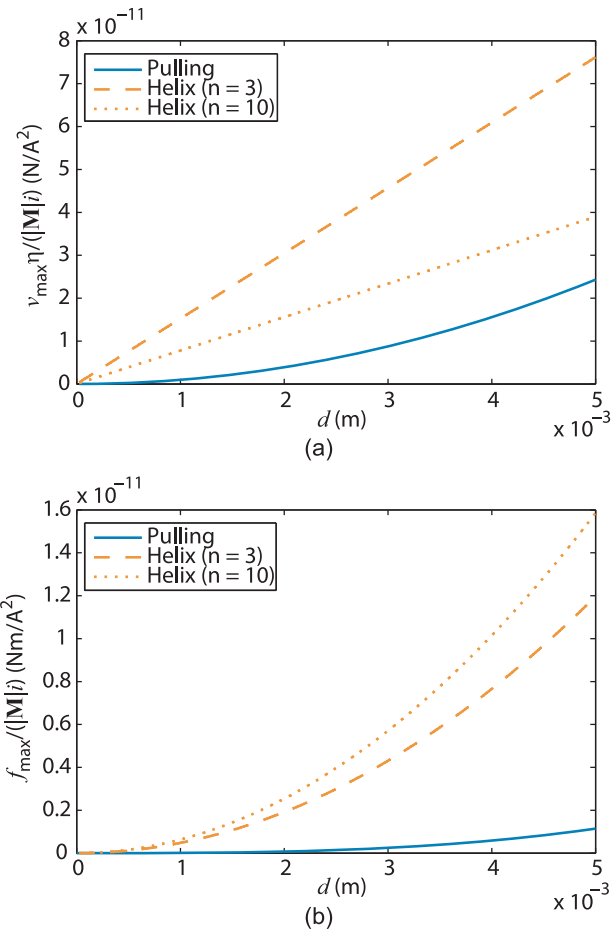 × 10⁻¹¹
8
7
6
5
4
3
2
1
0
v_max η/(|M|i) (N/A²)
Pulling
Helix (n = 3)
Helix (n = 10)
0 1 2 3 4 5
d (m)
× 10⁻³
(a)
× 10⁻¹¹
1.6
1.4
1.2
1
0.8
0.6
0.4
0.2
0
f_max/(|M|i) (Nm/A²)
Pulling
Helix (n = 3)
Helix (n = 10)
0 1 2 3 4 5
d (m)
× 10⁻³
(b)